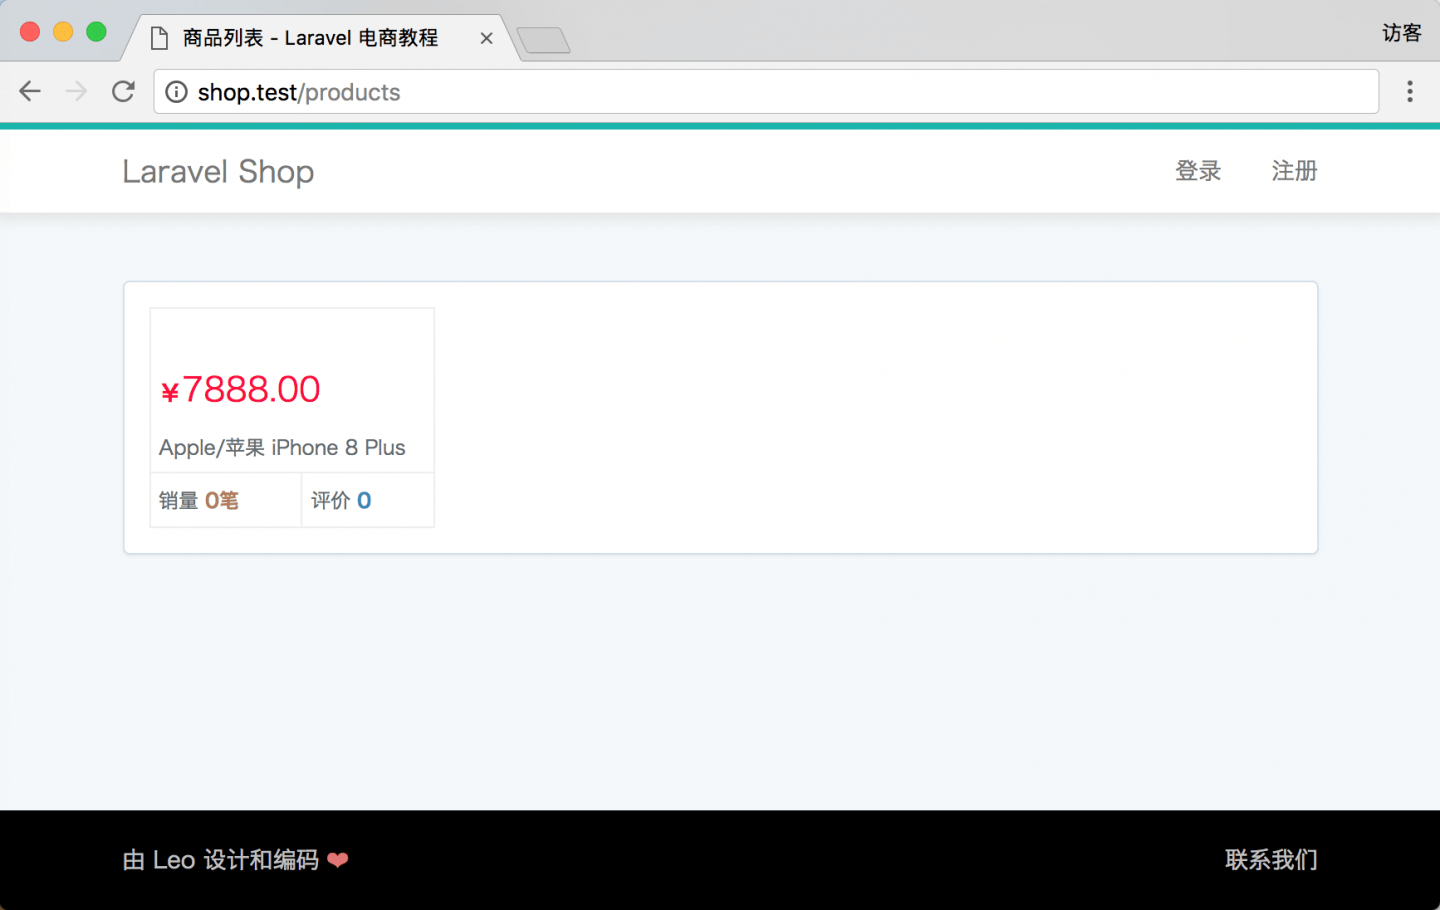 商品列表 - Laravel 电商教程
访客
shop.test/products
Laravel Shop
登录
注册
¥7888.00
Apple/苹果 iPhone 8 Plus
销量 0笔
评价 0
由 Leo 设计和编码 ❤
联系我们